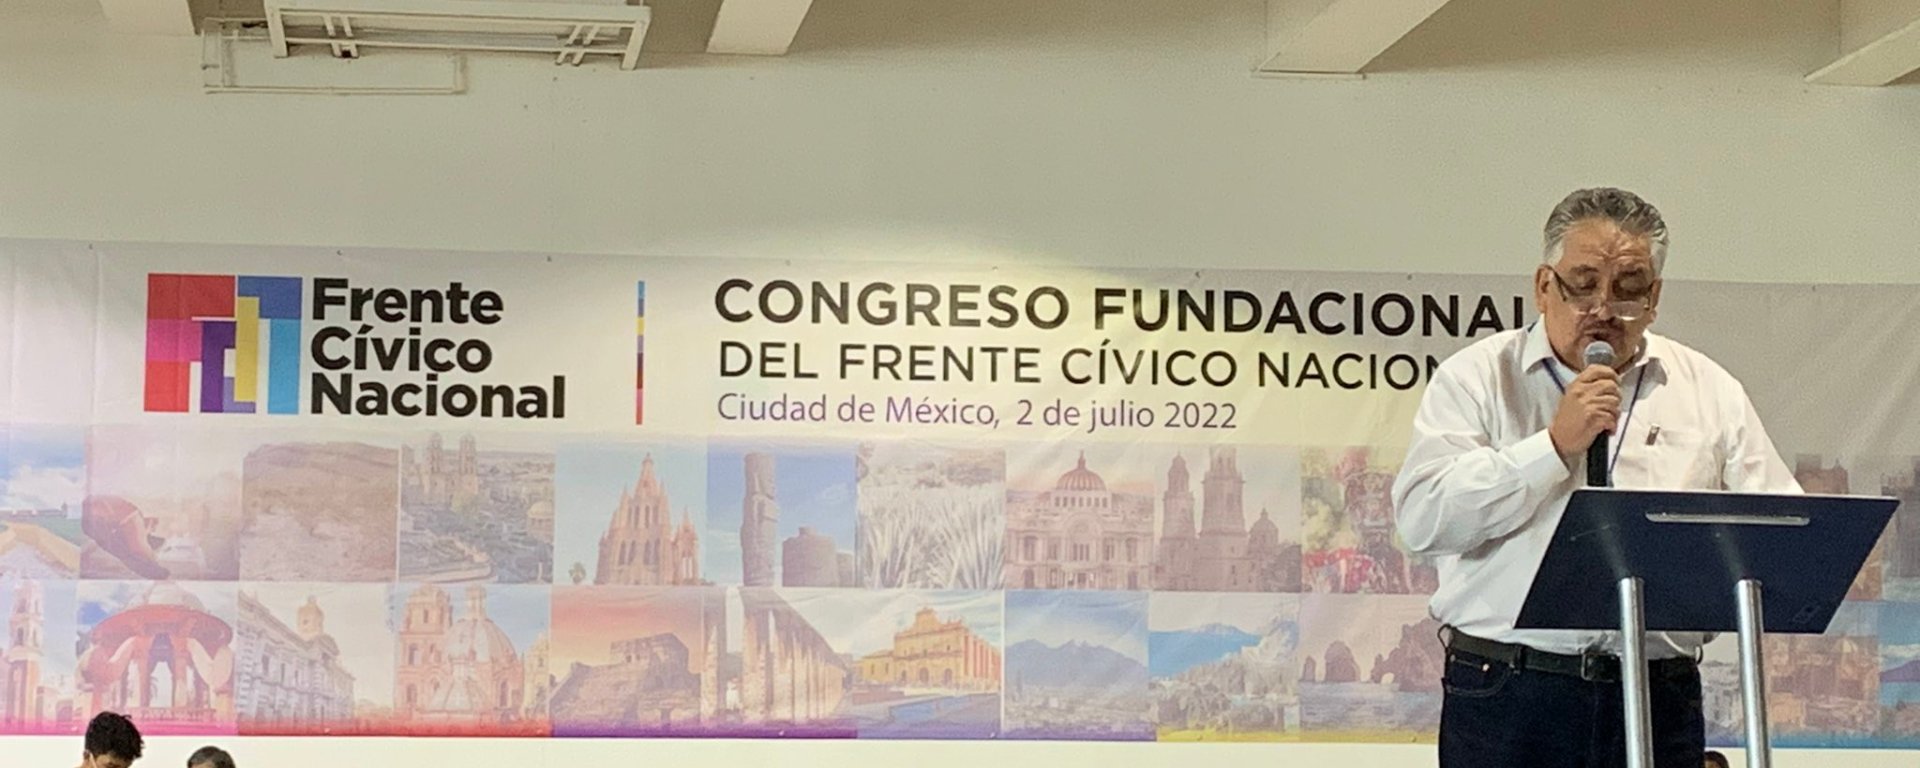 Frente
Cívico
Nacional
CONGRESO FUNDACIONAL
DEL FRENTE CÍVICO NACION
Ciudad de México, 2 de julio 2022